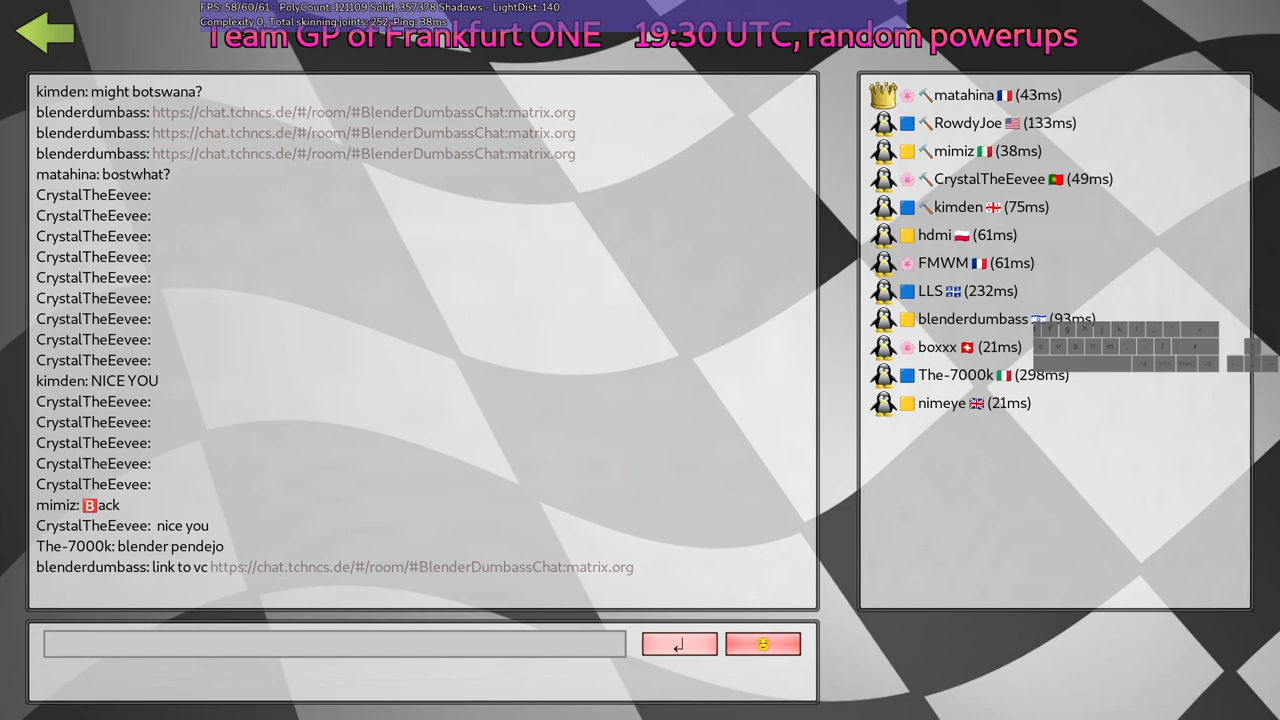 FPS: 58/60/61 - PolyCount: 121109 Solid, 357378 Shadows - LightDist: 140
Complexity 0, Total skinning joints: 252, Ping: 38ms
Team GP of Frankfurt ONE 19:30 UTC, random powerups
kimden: might botswana?
blenderdumbass: https://chat.tchncs.de/#/room/#BlenderDumbassChat:matrix.org
blenderdumbass: https://chat.tchncs.de/#/room/#BlenderDumbassChat:matrix.org
blenderdumbass: https://chat.tchncs.de/#/room/#BlenderDumbassChat:matrix.org
matahina: bostwhat?
CrystalTheEevee:
CrystalTheEevee:
CrystalTheEevee:
CrystalTheEevee:
CrystalTheEevee:
CrystalTheEevee:
CrystalTheEevee:
CrystalTheEevee:
CrystalTheEevee:
kimden: NICE YOU
CrystalTheEevee:
CrystalTheEevee:
CrystalTheEevee:
CrystalTheEevee:
CrystalTheEevee:
mimiz: 🅱ack
CrystalTheEevee: nice you
The-7000k: blender pendejo
blenderdumbass: link to vc https://chat.tchncs.de/#/room/#BlenderDumbassChat:matrix.org
matahina (43ms)
RowdyJoe (133ms)
mimiz (38ms)
CrystalTheEevee (49ms)
kimden (75ms)
hdmi (61ms)
FMWM (61ms)
LLS (232ms)
blenderdumbass (93ms)
boxxx (21ms)
The-7000k (298ms)
nimeye (21ms)
f g h j k l
c v b n m